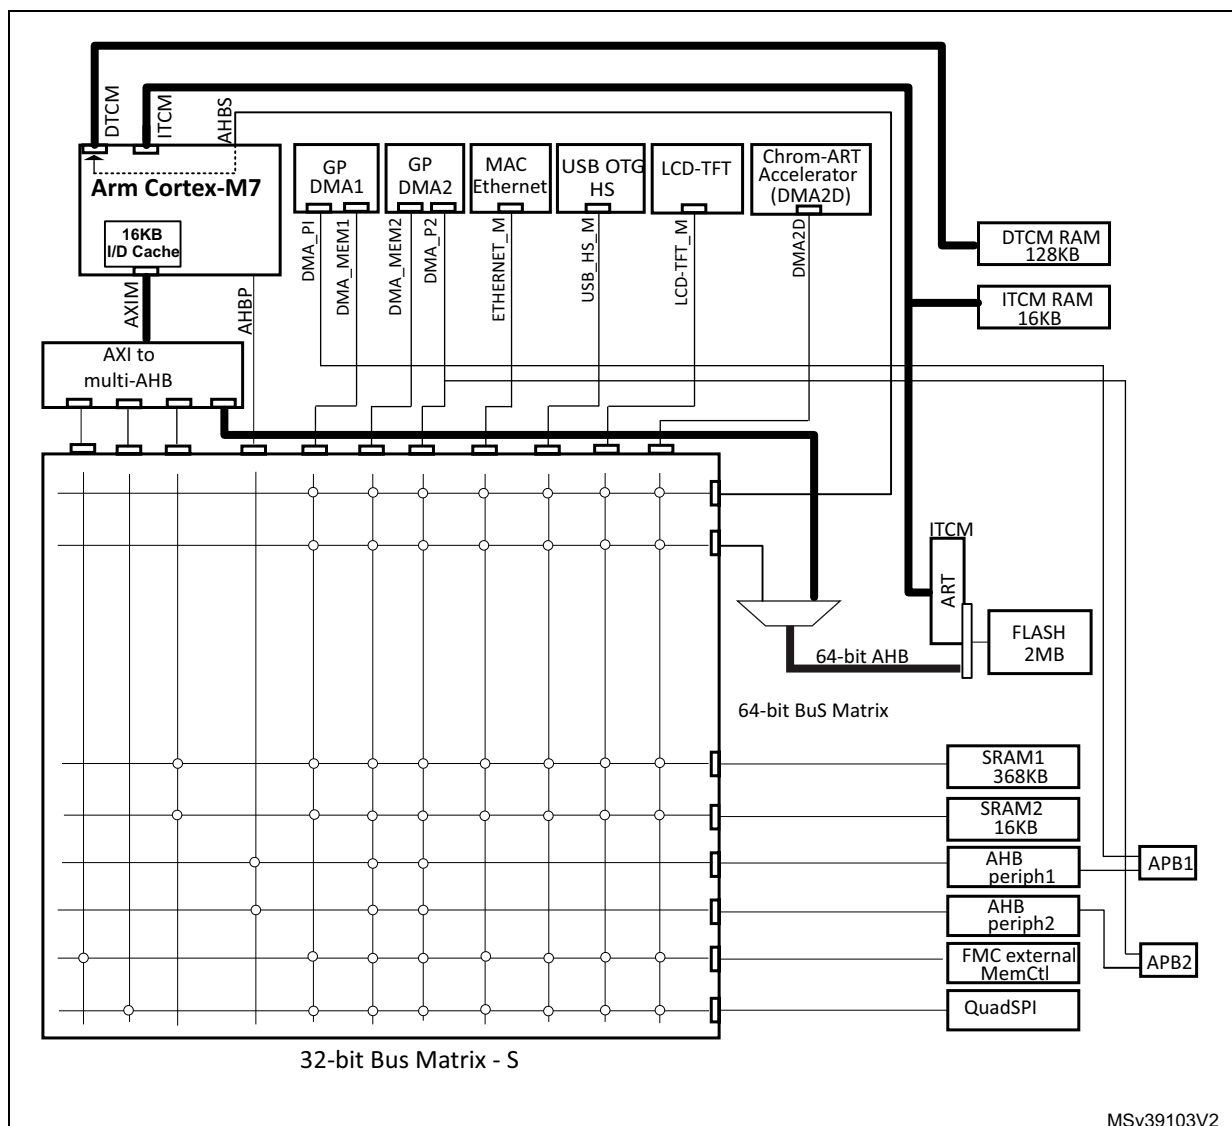 DTCM
ITCM
AHBS
Arm Cortex-M7
16KB
I/D Cache
GP
DMA1
GP
DMA2
MAC
Ethernet
USB OTG
HS
LCD-TFT
Chrom-ART
Accelerator
(DMA2D)
AXIM
AHBP
DMA_PI
DMA_MEM1
DMA_MEM2
DMA_P2
ETHERNET_M
USB_HS_M
LCD-TFT_M
DMA2D
DTCM RAM
128KB
ITCM RAM
16KB
AXI to
multi-AHB
ITCM
ART
FLASH
2MB
64-bit AHB
64-bit BuS Matrix
SRAM1
368KB
SRAM2
16KB
AHB
periph1
APB1
AHB
periph2
FMC external
MemCtl
APB2
QuadSPI
32-bit Bus Matrix - S
MSv39103V2